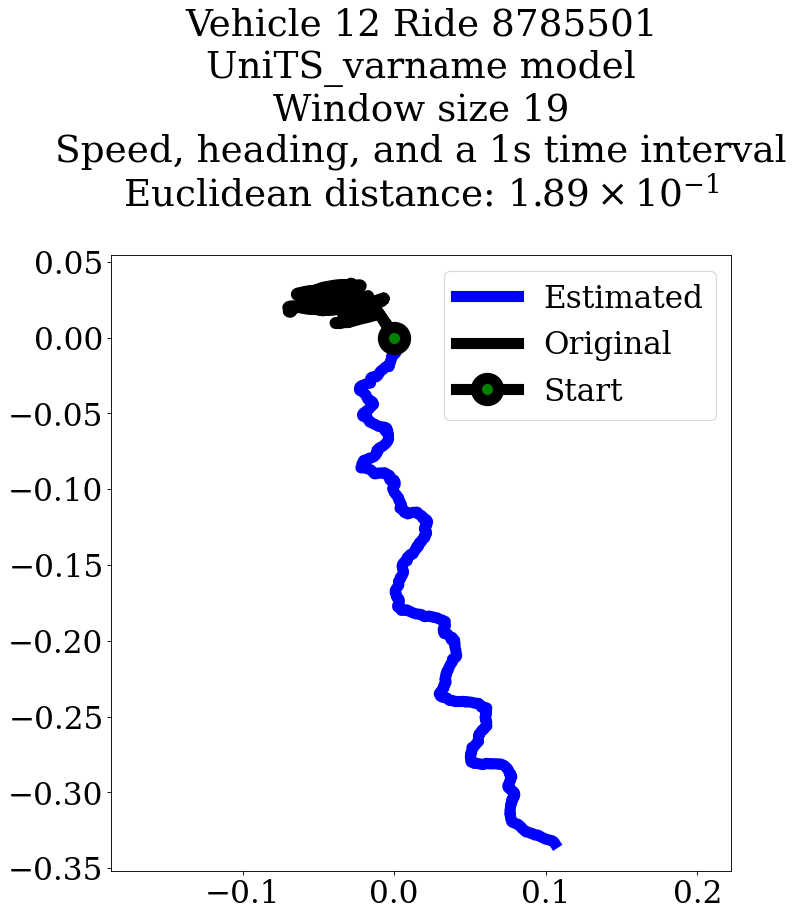 Vehicle 12 Ride 8785501
UniTS_varname model
Window size 19
Speed, heading, and a 1s time interval
Euclidean distance: 1.89 × 10⁻¹
0.05
Estimated
Original
Start
0.00
−0.05
−0.10
−0.15
−0.20
−0.25
−0.30
−0.35
−0.1 0.0 0.1 0.2